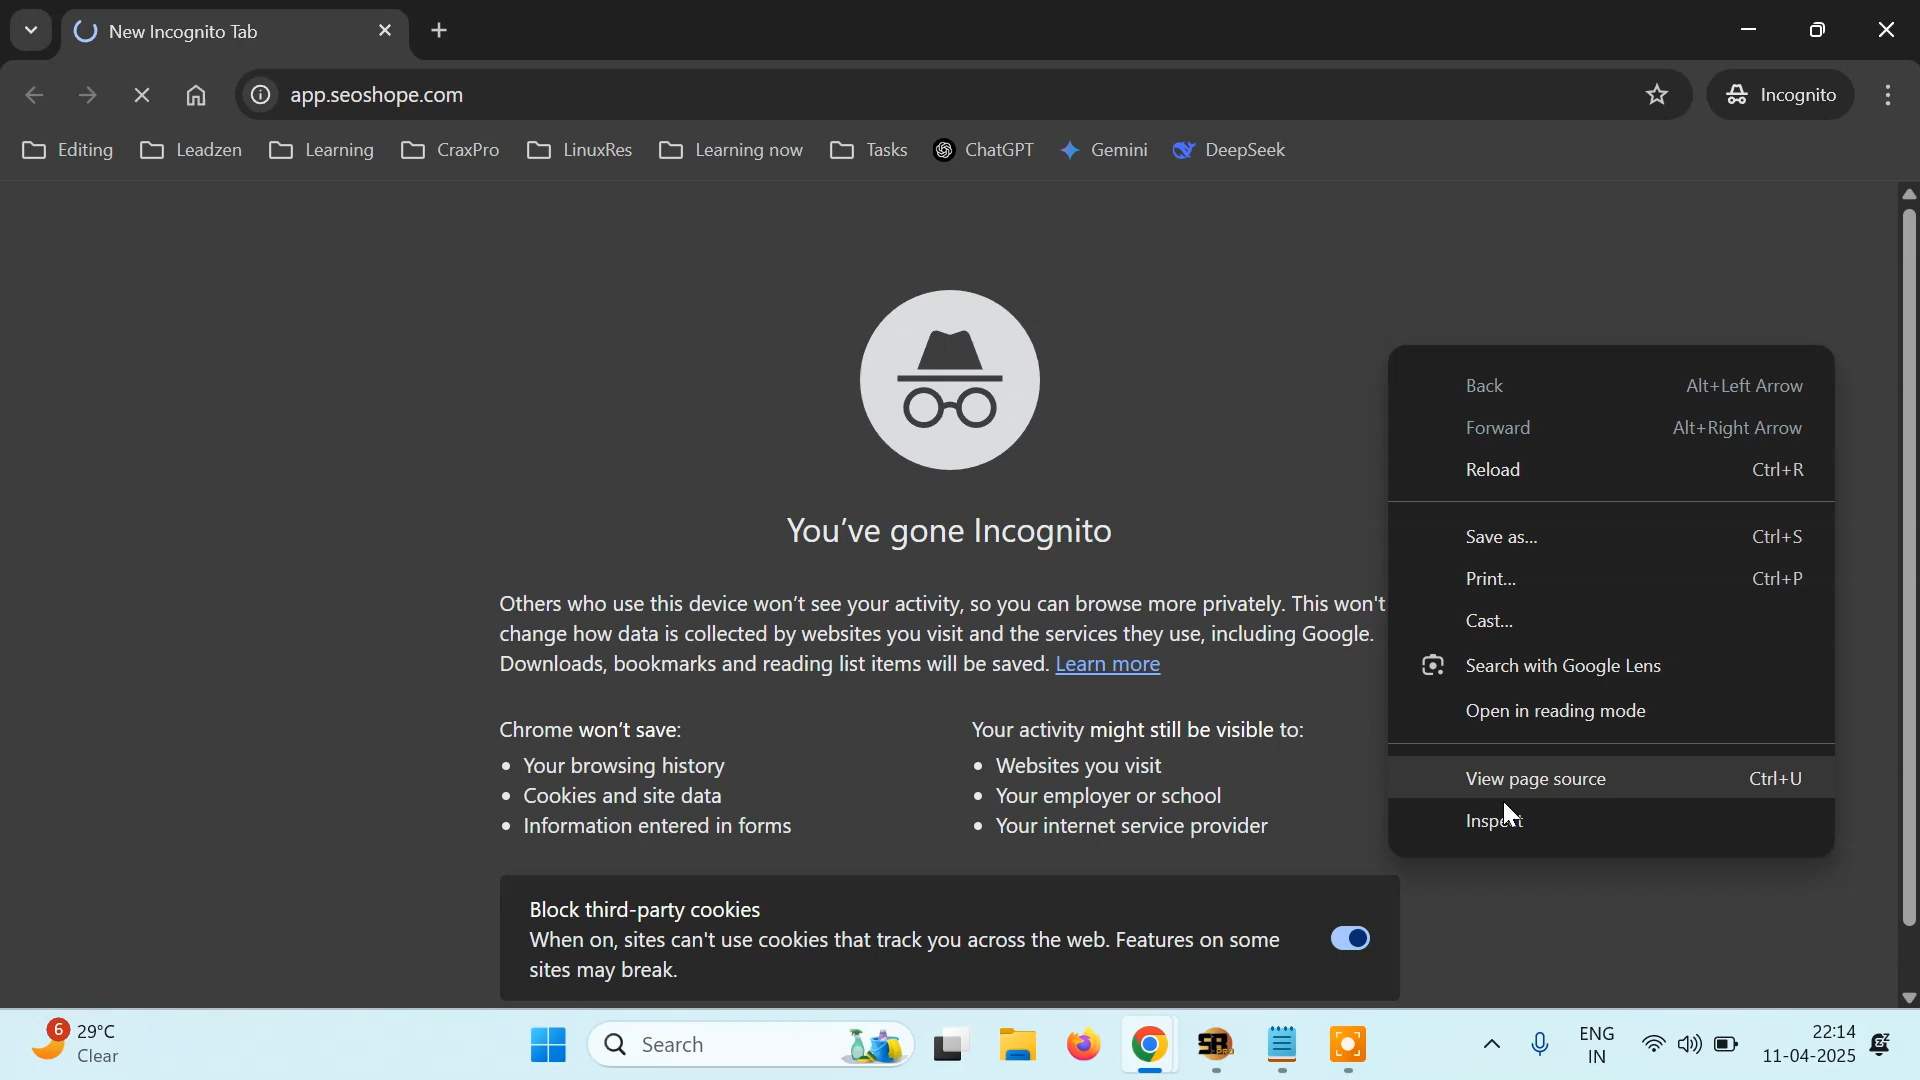 New Incognito Tab
app.seoshope.com
Incognito
Editing
Leadzen
Learning
CraxPro
LinuxRes
Learning now
Tasks
ChatGPT
Gemini
DeepSeek
You've gone Incognito
Others who use this device won't see your activity, so you can browse more privately. This won't
change how data is collected by websites you visit and the services they use, including Google.
Downloads, bookmarks and reading list items will be saved. Learn more
Chrome won't save:
• Your browsing history
• Cookies and site data
• Information entered in forms
Your activity might still be visible to:
• Websites you visit
• Your employer or school
• Your internet service provider
Block third-party cookies
When on, sites can't use cookies that track you across the web. Features on some
sites may break.
Back Alt+Left Arrow
Forward Alt+Right Arrow
Reload Ctrl+R
Save as... Ctrl+S
Print... Ctrl+P
Cast...
Search with Google Lens
Open in reading mode
View page source Ctrl+U
Inspect
6
29°C
Clear
Search
SB
ENG
IN
22:14
11-04-2025